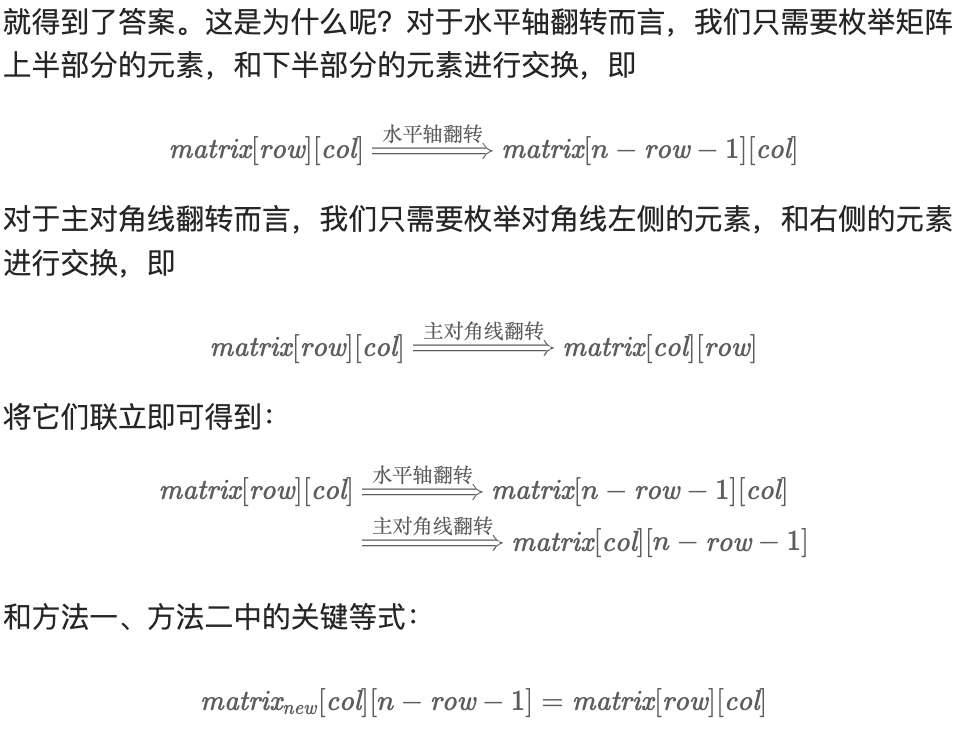 就得到了答案。这是为什么呢？对于水平轴翻转而言，我们只需要枚举矩阵
上半部分的元素，和下半部分的元素进行交换，即
水平轴翻转
matrix[row][col] ⟹ matrix[n − row − 1][col]
对于主对角线翻转而言，我们只需要枚举对角线左侧的元素，和右侧的元素
进行交换，即
主对角线翻转
matrix[row][col] ⟹ matrix[col][row]
将它们联立即可得到：
水平轴翻转
matrix[row][col] ⟹ matrix[n − row − 1][col]
主对角线翻转
⟹ matrix[col][n − row − 1]
和方法一、方法二中的关键等式：
matrix_new[col][n − row − 1] = matrix[row][col]